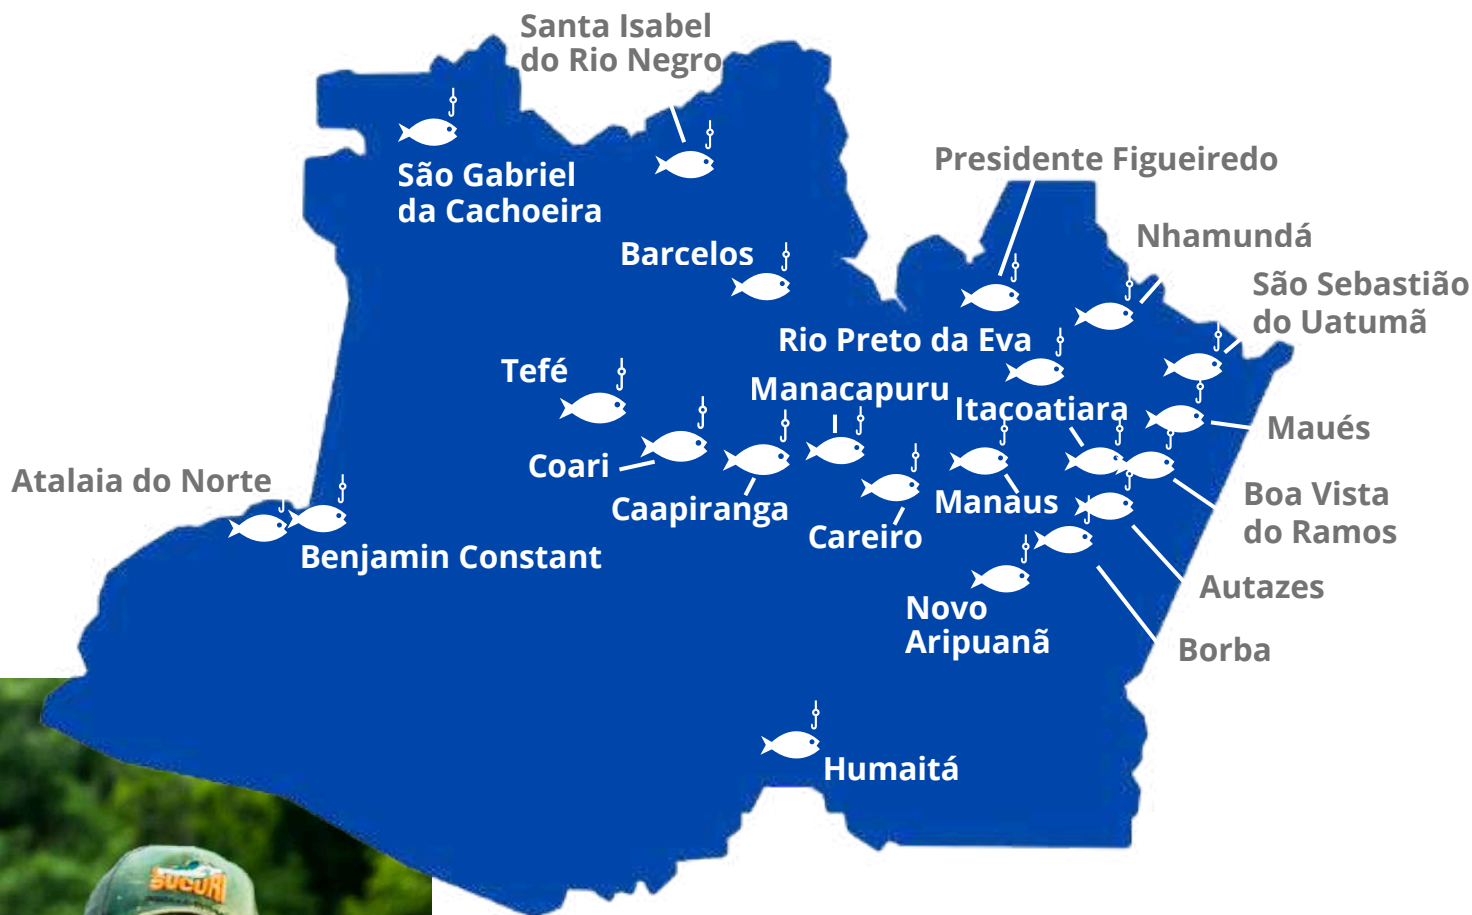 Santa Isabel
do Rio Negro
São Gabriel
da Cachoeira
Presidente Figueiredo
Nhamundá
Barcelos
São Sebastião
do Uatumã
Rio Preto da Eva
Tefé
Manacapuru
Itacoatiara
Maués
Coari
Atalaia do Norte
Caapiranga
Manaus
Boa Vista
do Ramos
Careiro
Benjamin Constant
Autazes
Novo
Aripuanã
Borba
Humaitá
SUCURI